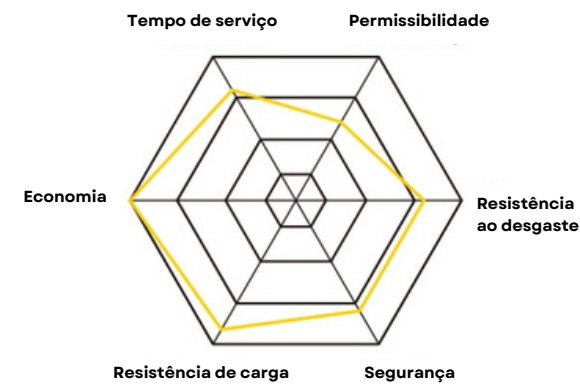 Tempo de serviço
Permissibilidade
Economia
Resistência
ao desgaste
Resistência de carga
Segurança